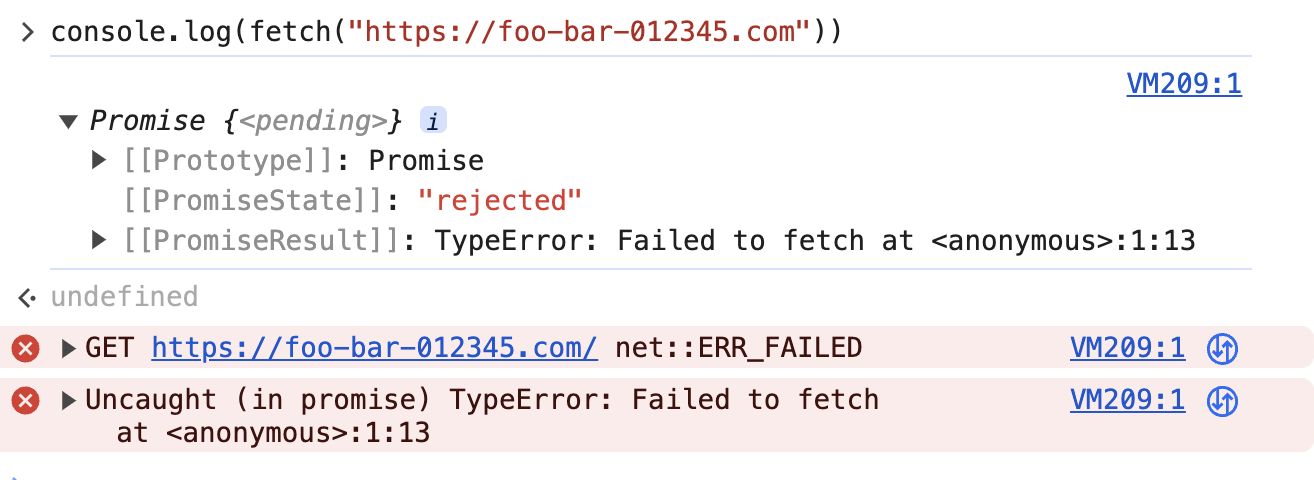 console.log(fetch("https://foo-bar-012345.com"))
VM209:1
Promise {<pending>} i
[[Prototype]]: Promise
[[PromiseState]]: "rejected"
[[PromiseResult]]: TypeError: Failed to fetch at <anonymous>:1:13
undefined
GET https://foo-bar-012345.com/ net::ERR_FAILED VM209:1
Uncaught (in promise) TypeError: Failed to fetch VM209:1
at <anonymous>:1:13